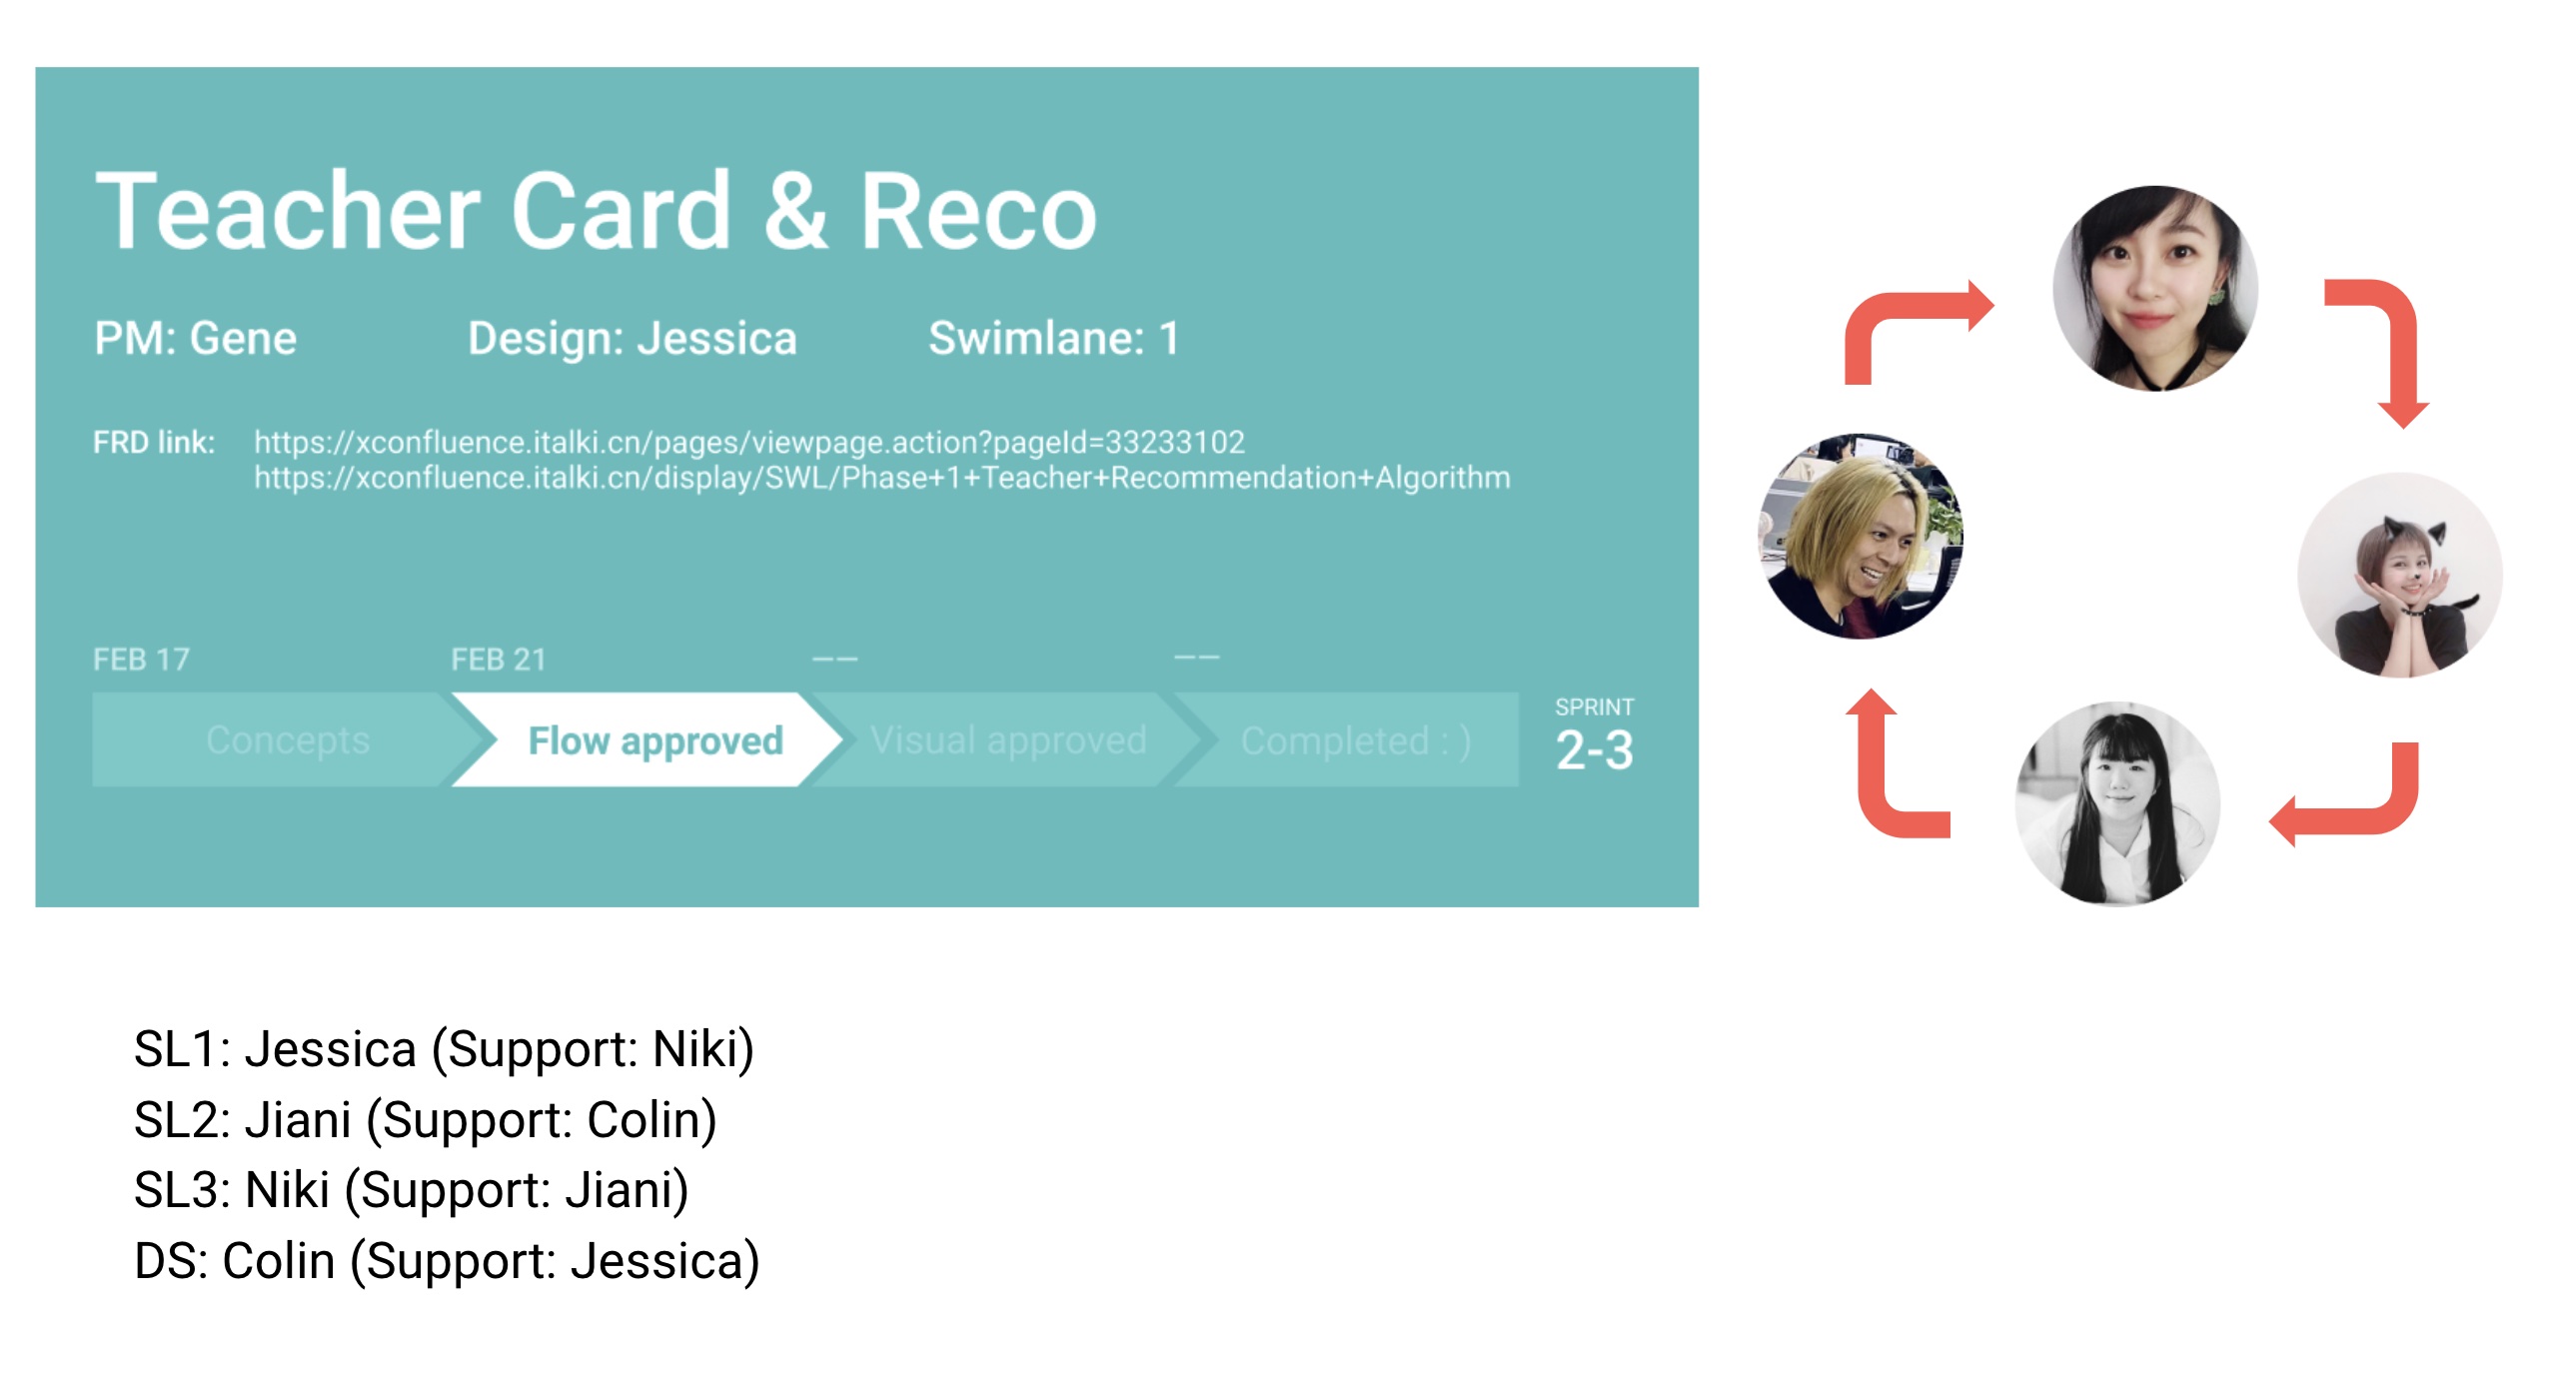 Teacher Card & Reco
PM: Gene Design: Jessica Swimlane: 1
FRD link: https://xconfluence.italki.cn/pages/viewpage.action?pageId=33233102
https://xconfluence.italki.cn/display/SWL/Phase+1+Teacher+Recommendation+Algorithm
FEB 17 FEB 21 —— ——
Concepts Flow approved Visual approved Completed : )
SPRINT
2-3
SL1: Jessica (Support: Niki)
SL2: Jiani (Support: Colin)
SL3: Niki (Support: Jiani)
DS: Colin (Support: Jessica)